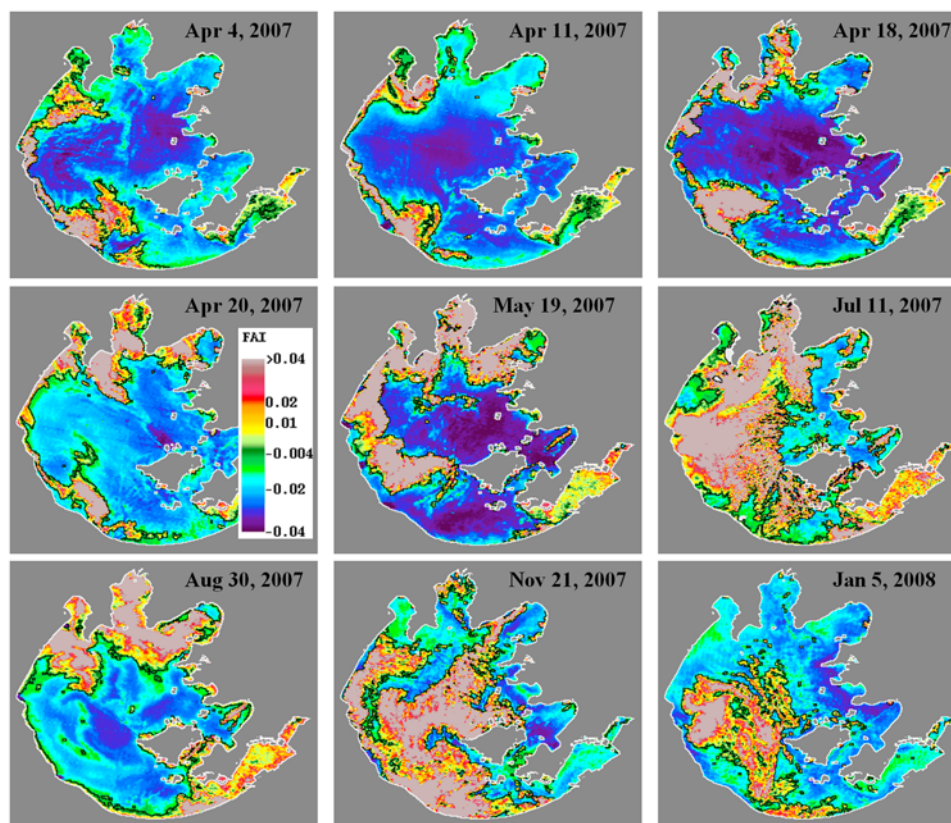 Apr 4, 2007
Apr 11, 2007
Apr 18, 2007
Apr 20, 2007
May 19, 2007
Jul 11, 2007
FAI
>0.04
0.02
0.01
-0.004
-0.02
-0.04
Aug 30, 2007
Nov 21, 2007
Jan 5, 2008